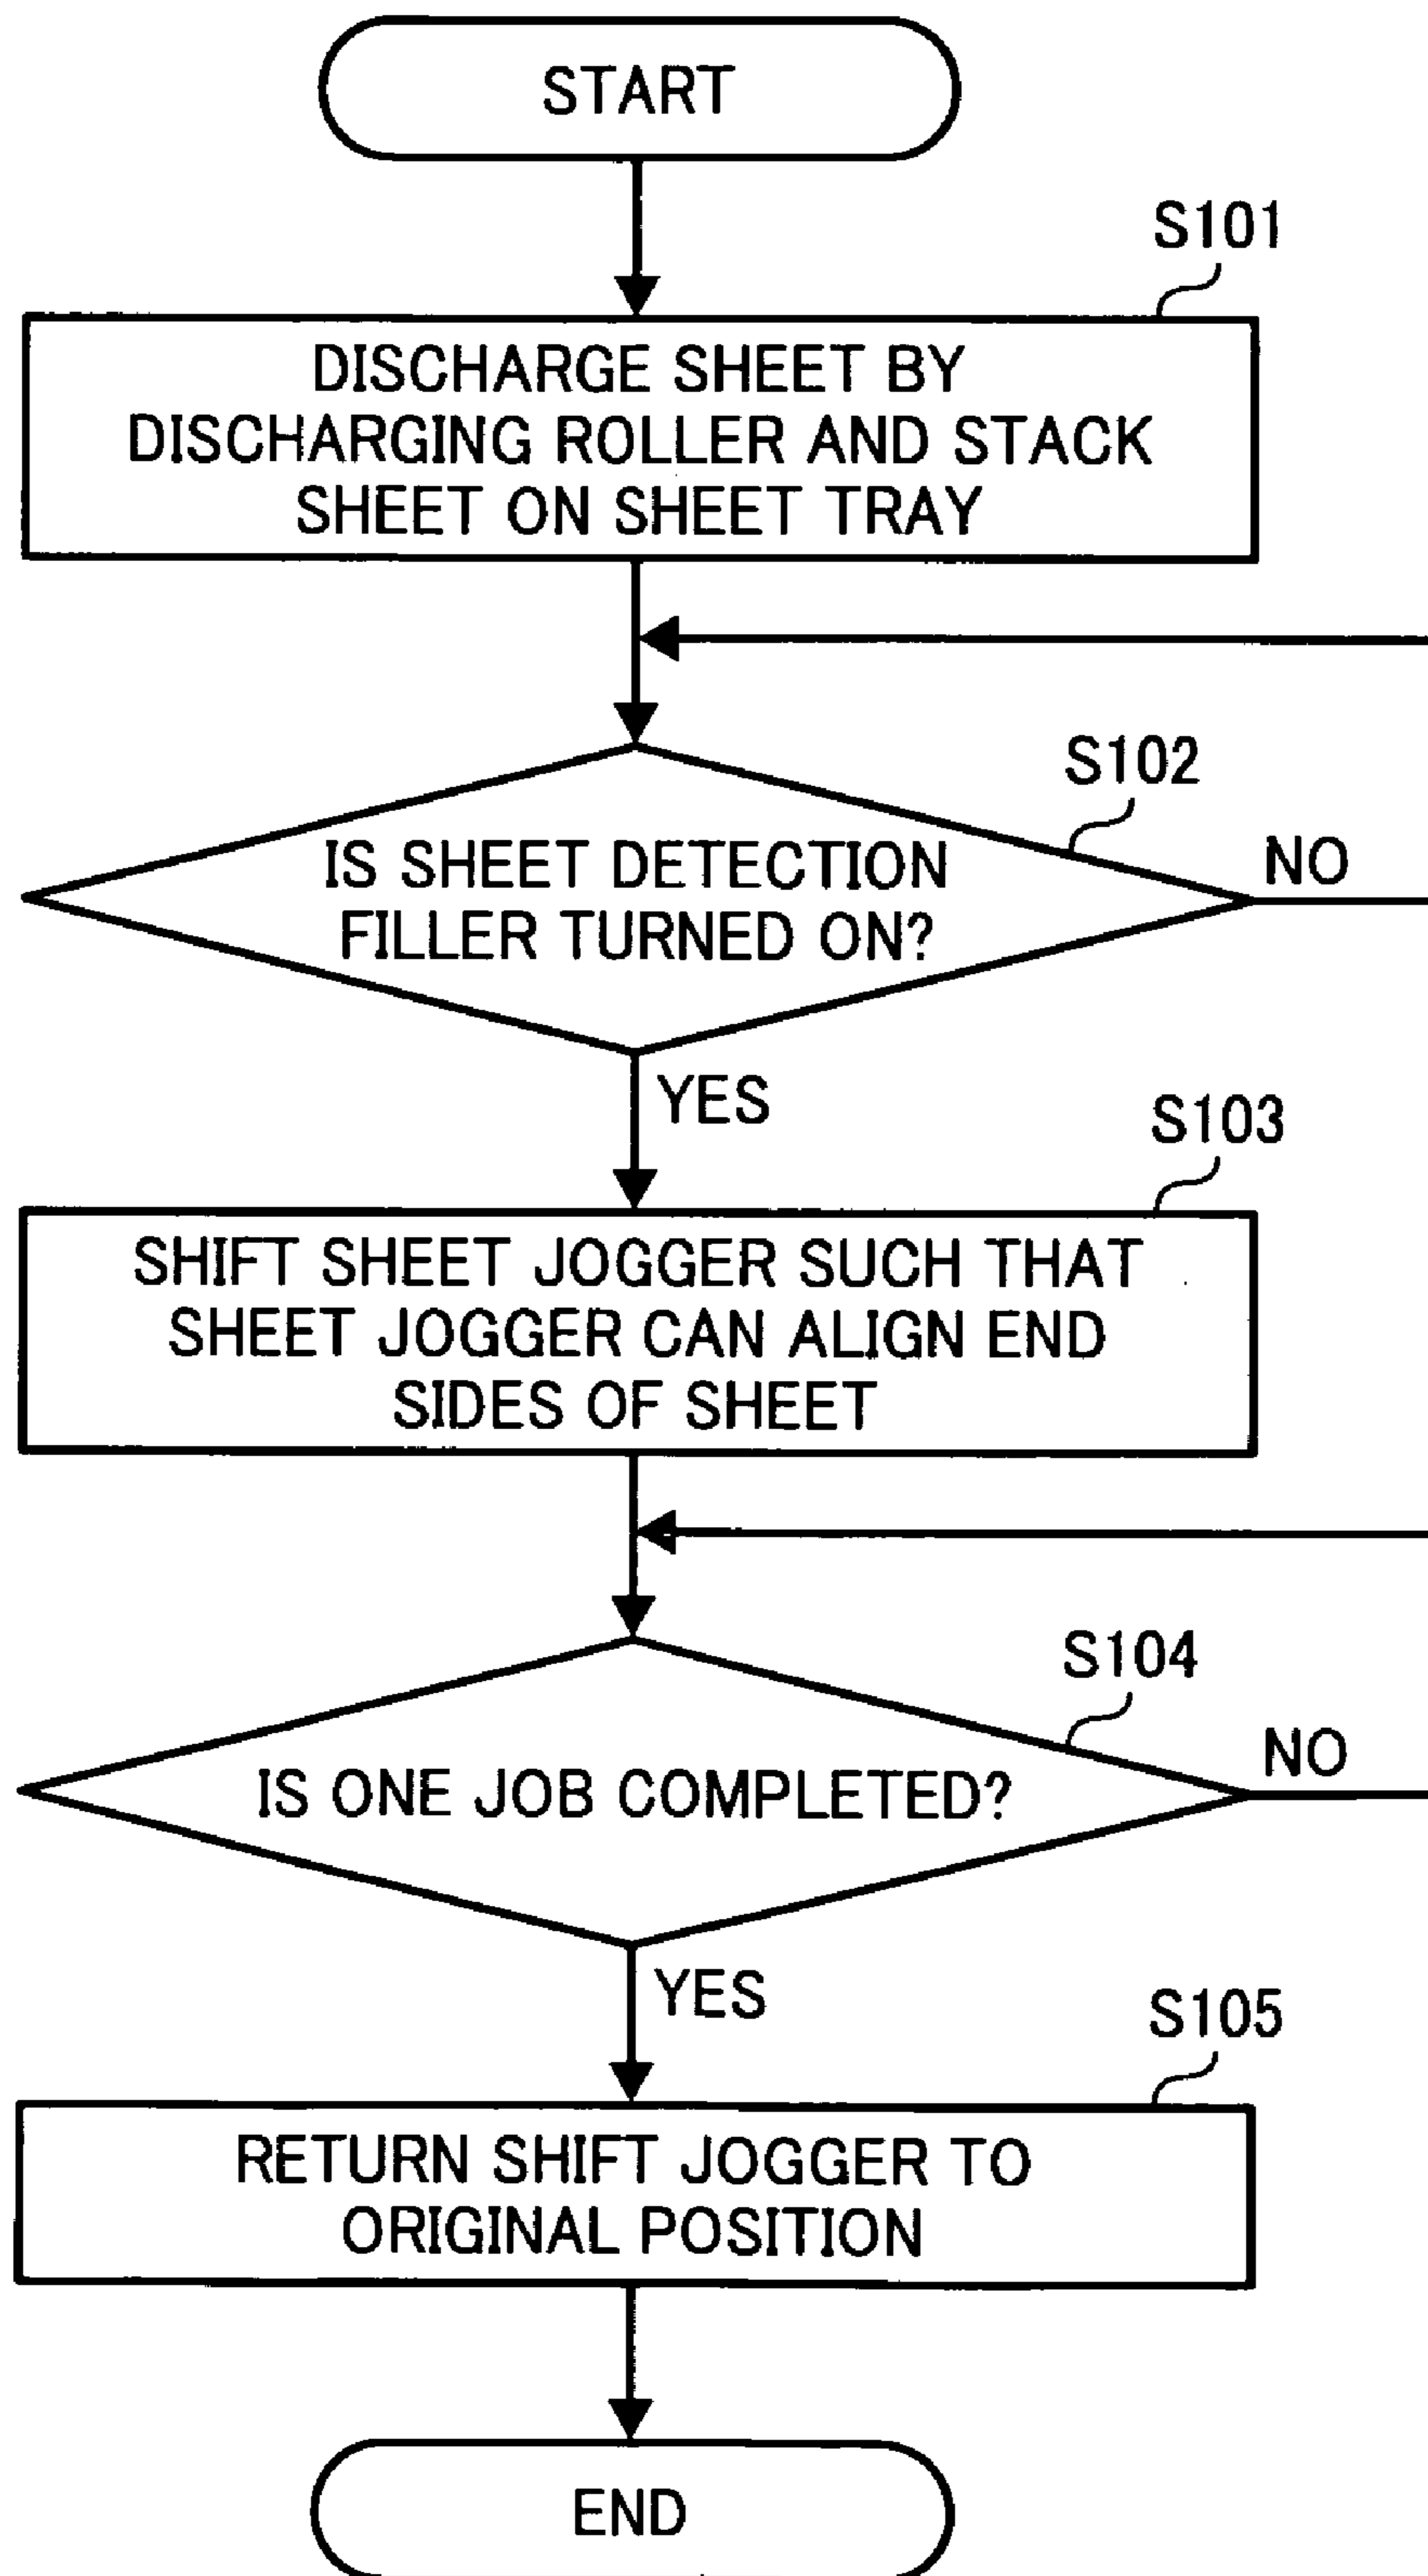 START
S101
DISCHARGE SHEET BY
DISCHARGING ROLLER AND STACK
SHEET ON SHEET TRAY
S102
IS SHEET DETECTION
FILLER TURNED ON?
NO
YES
S103
SHIFT SHEET JOGGER SUCH THAT
SHEET JOGGER CAN ALIGN END
SIDES OF SHEET
S104
IS ONE JOB COMPLETED?
NO
YES
S105
RETURN SHIFT JOGGER TO
ORIGINAL POSITION
END